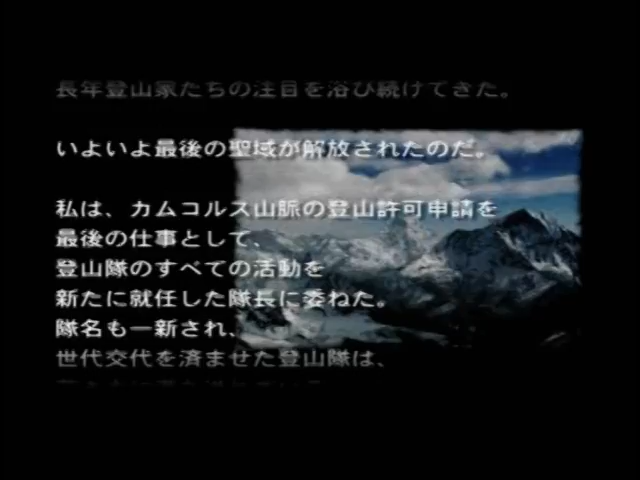 長年登山家たちの注目を浴び続けてきた。
いよいよ最後の聖域が解放されたのだ。
私は、カムコルス山脈の登山許可申請を
最後の仕事として、
登山隊のすべての活動を
新たに就任した隊長に委ねた。
隊名も一新され、
世代交代を済ませた登山隊は、